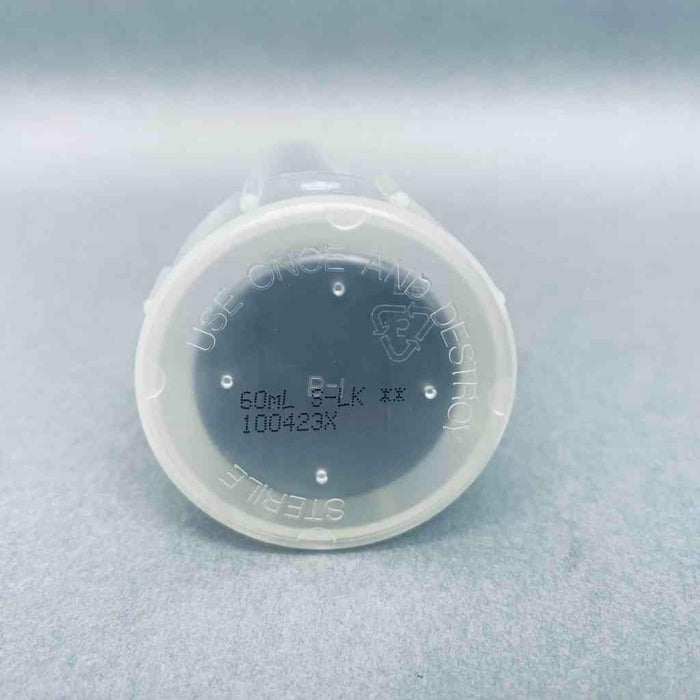 USE ONCE AND DESTROY
60mL S-LK **
100423X
STERILE